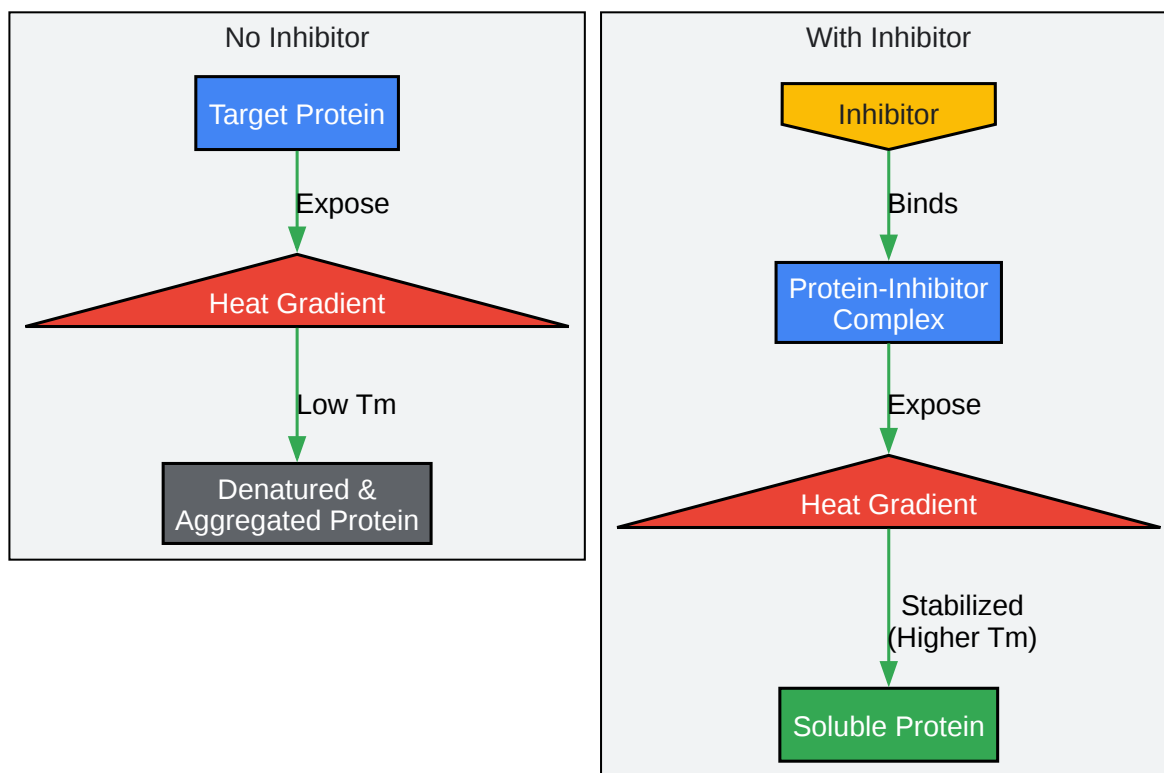 No Inhibitor
Target Protein
Expose
Heat Gradient
Low Tm
Denatured &
Aggregated Protein
With Inhibitor
Inhibitor
Binds
Protein-Inhibitor
Complex
Expose
Heat Gradient
Stabilized
(Higher Tm)
Soluble Protein